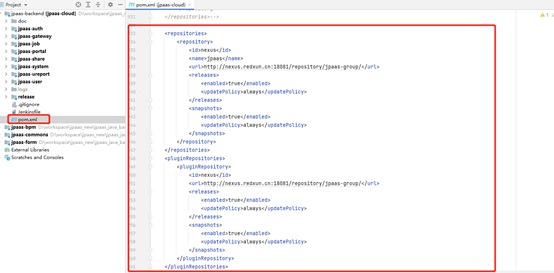 Project
pom.xml (jpaas-cloud)
jpaas-backend [jpaas-cloud] D:\workspace\jpaas_new\jpaas_java_ba
doc
jpaas-auth
jpaas-gateway
jpaas-job
jpaas-portal
jpaas-share
jpaas-system
jpaas-ureport
jpaas-user
logs
release
.gitignore
Jenkinsfile
pom.xml
jpaas-bpm D:\workspace\jpaas_new\jpaas_java_bac
jpaas-commons D:\workspace\jpaas_new\jpaas_jav
jpaas-form D:\workspace\jpaas_new\jpaas_java_bac
External Libraries
Scratches and Consoles
</repositories>-->
<repositories>
<repository>
<id>nexus</id>
<name>jpaas</name>
<url>http://nexus.redxun.cn:18081/repository/jpaas-group/</url>
<releases>
<enabled>true</enabled>
<updatePolicy>always</updatePolicy>
</releases>
<snapshots>
<enabled>true</enabled>
<updatePolicy>always</updatePolicy>
</snapshots>
</repository>
</repositories>
<pluginRepositories>
<pluginRepository>
<id>nexus</id>
<url>http://nexus.redxun.cn:18081/repository/jpaas-group/</url>
<releases>
<enabled>true</enabled>
<updatePolicy>always</updatePolicy>
</releases>
<snapshots>
<enabled>true</enabled>
<updatePolicy>always</updatePolicy>
</snapshots>
</pluginRepository>
</pluginRepositories>